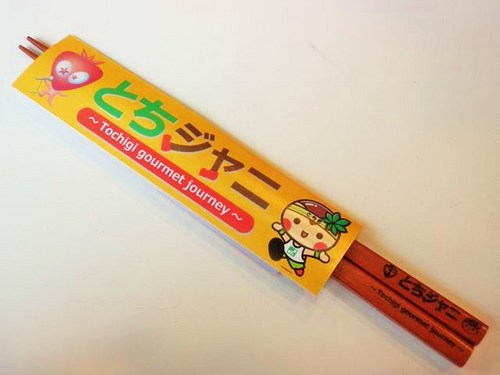 とちジャニ
～Tochigi gourmet journey～
とちジャニ
～Tochigi gourmet journey～